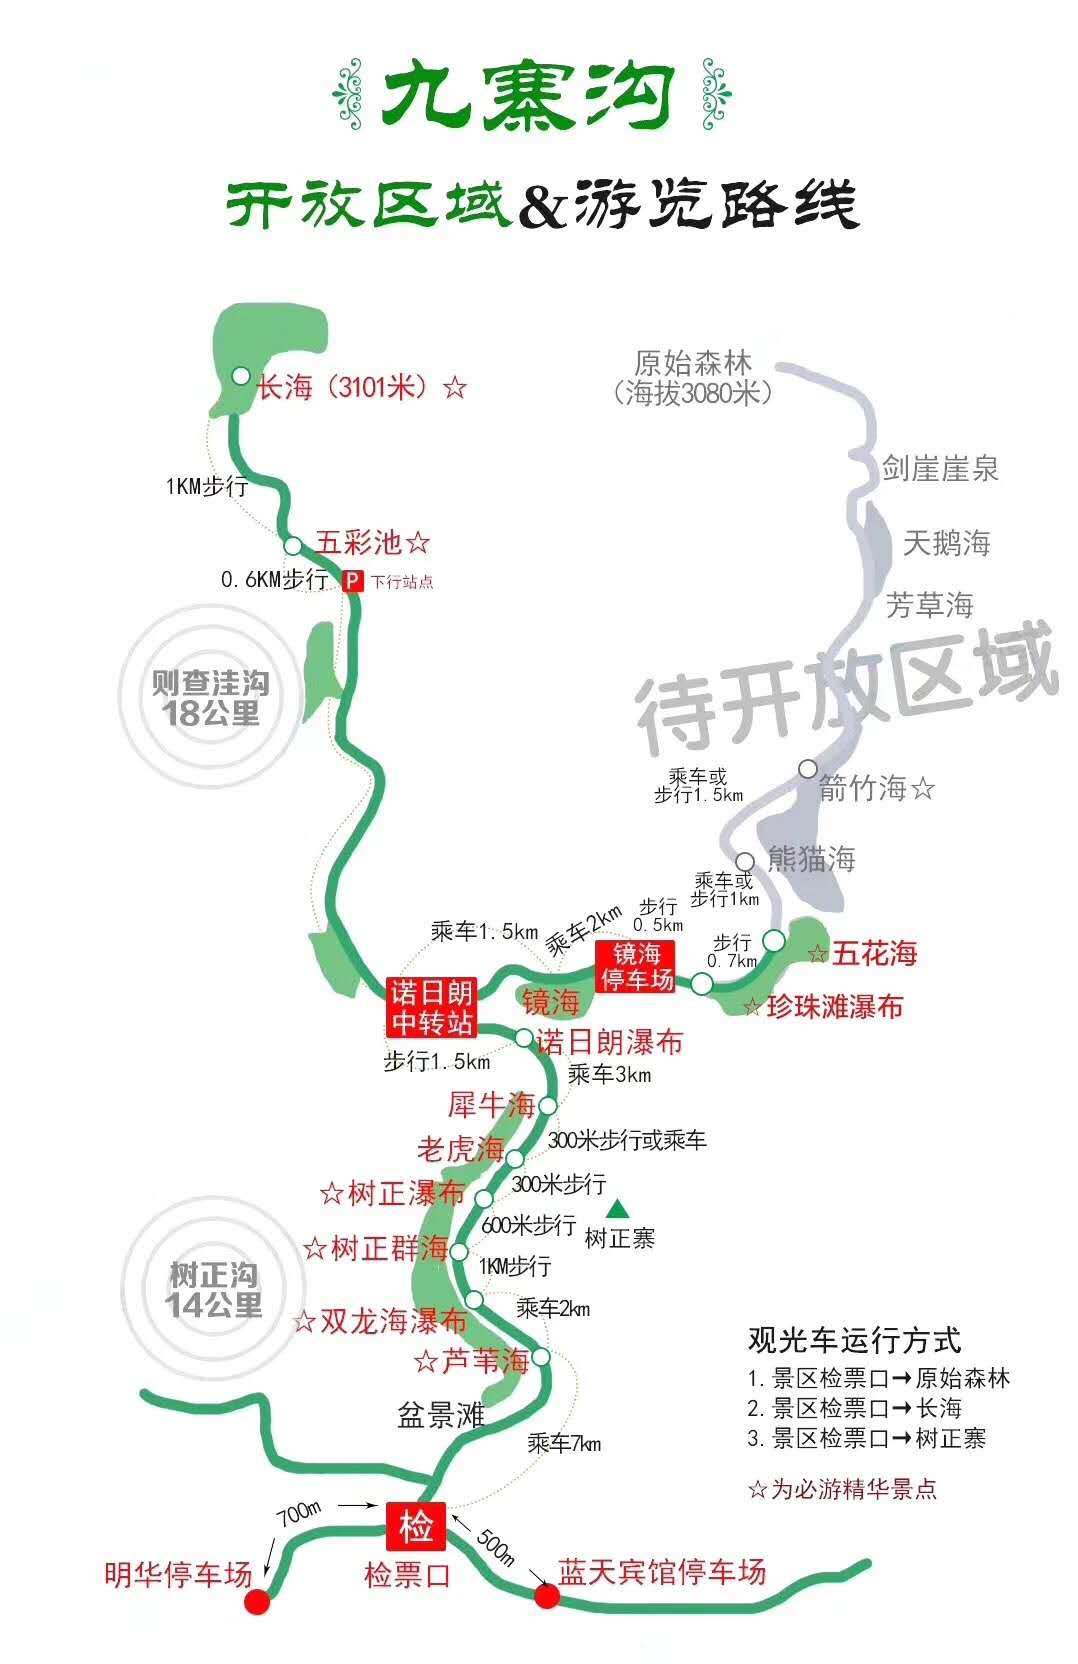 九寨沟
开放区域&游览路线
长海（3101米）☆
1KM步行
五彩池☆
0.6KM步行
P
下行站点
则查洼沟
18公里
原始森林
（海拔3080米）
剑崖崖泉
天鹅海
芳草海
待开放区域
乘车或
步行1.5km
箭竹海☆
熊猫海
乘车或
步行1km
步行
0.5km
乘车2km
乘车1.5km
步行
0.7km
☆五花海
镜海
停车场
☆珍珠滩瀑布
镜海
诺日朗
中转站
诺日朗瀑布
步行1.5km
乘车3km
犀牛海
300米步行或乘车
老虎海
300米步行
☆树正瀑布
600米步行
树正寨
☆树正群海
1KM步行
树正沟
14公里
乘车2km
☆双龙海瀑布
☆芦苇海
盆景滩
乘车7km
观光车运行方式
1.景区检票口→原始森林
2.景区检票口→长海
3.景区检票口→树正寨
☆为必游精华景点
700m
检
500m
明华停车场
检票口
蓝天宾馆停车场